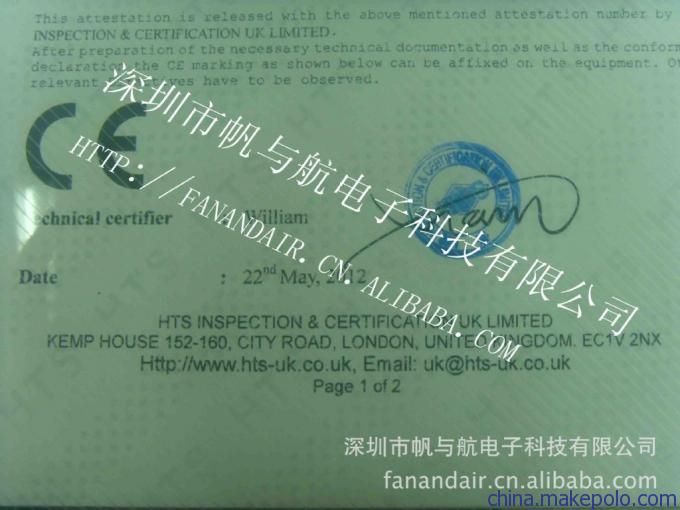 This attestation is released with the above mentioned attestation number by
INSPECTION & CERTIFICATION UK LIMITED.
After preparation of the necessary technical documentation as well as the conform
declaration the CE marking as shown below can be affixed on the equipment. Ot
relevant directives have to be observed.
CE
深圳市帆与航电子科技有限公司
HTTP://FANANDAIR.CN.ALIBABA.COM
ON & CERTIFICATION UK LIMITED
echnical certifier : William
Date : 22nd May, 2012
HTS INSPECTION & CERTIFICATION UK LIMITED
KEMP HOUSE 152-160, CITY ROAD, LONDON, UNITED KINGDOM. EC1V 2NX
Http://www.hts-uk.co.uk, Email: uk@hts-uk.co.uk
Page 1 of 2
深圳市帆与航电子科技有限公司
fanandair.cn.alibaba.com
china.makepolo.com